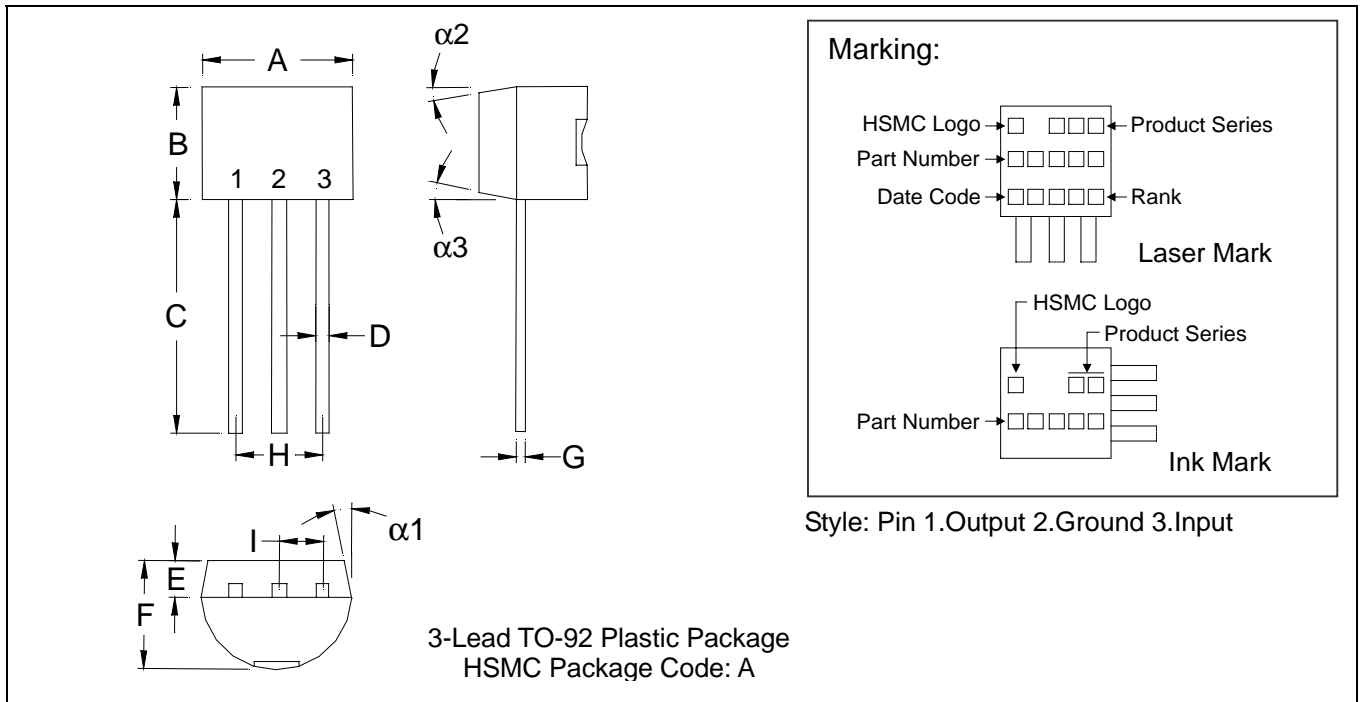 α2
A
B
1 2 3
α3
C
D
H
G
α1
I
E
F
3-Lead TO-92 Plastic Package
HSMC Package Code: A
Marking:
HSMC Logo
Product Series
Part Number
Date Code
Rank
Laser Mark
HSMC Logo
Product Series
Part Number
Ink Mark
Style: Pin 1.Output 2.Ground 3.Input